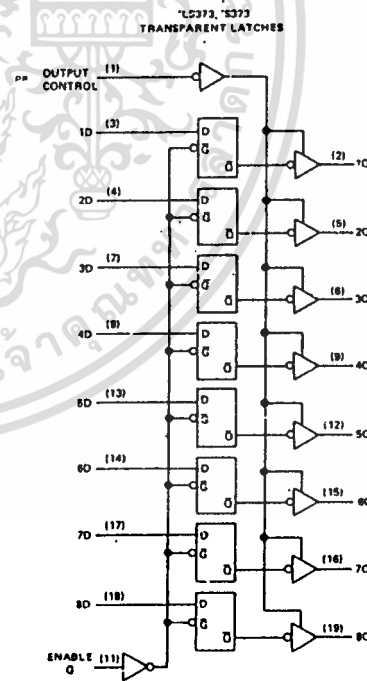 'LS373, 'S373
TRANSPARENT LATCHES
OUTPUT CONTROL (1)
1D (3) D G Q (2) 1Q
2D (4) D G Q (5) 2Q
3D (7) D G Q (6) 3Q
4D (8) D G Q (9) 4Q
5D (13) D G Q (12) 5Q
6D (14) D G Q (15) 6Q
7D (17) D G Q (16) 7Q
8D (18) D G Q (19) 8Q
ENABLE G (11)